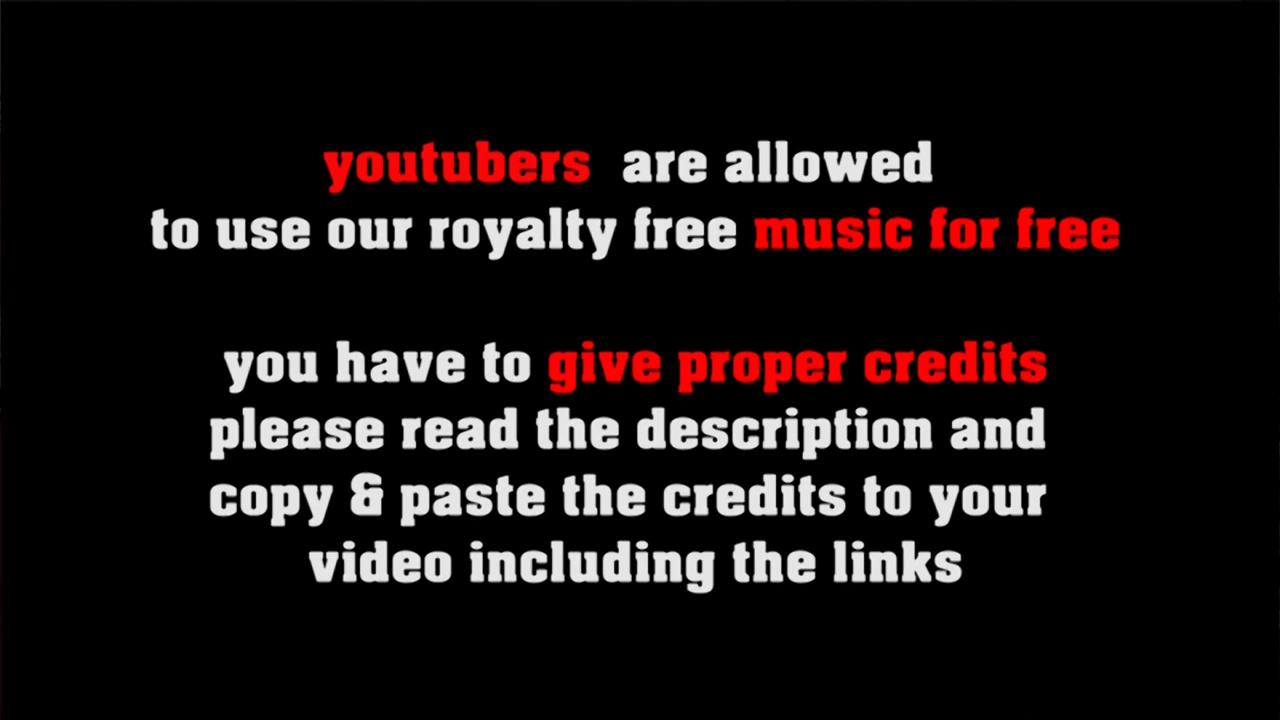 youtubers are allowed
to use our royalty free music for free
you have to give proper credits
please read the description and
copy & paste the credits to your
video including the links